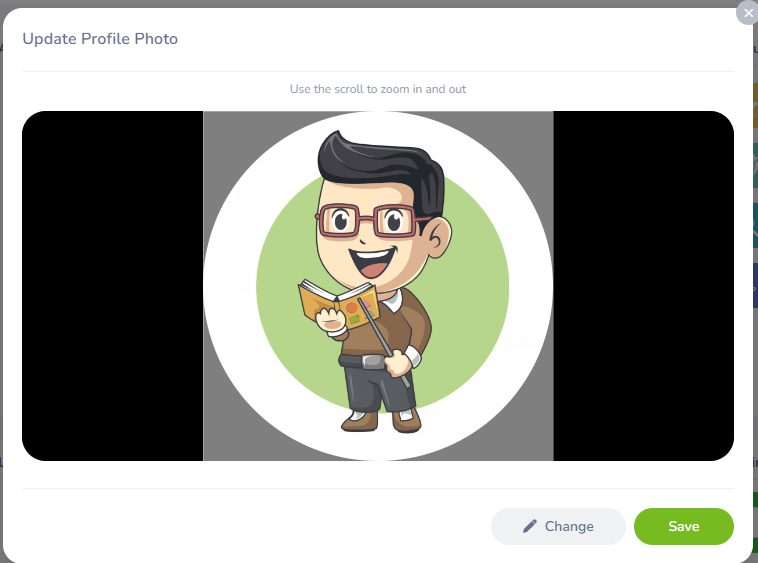 Update Profile Photo
Use the scroll to zoom in and out
Change
Save